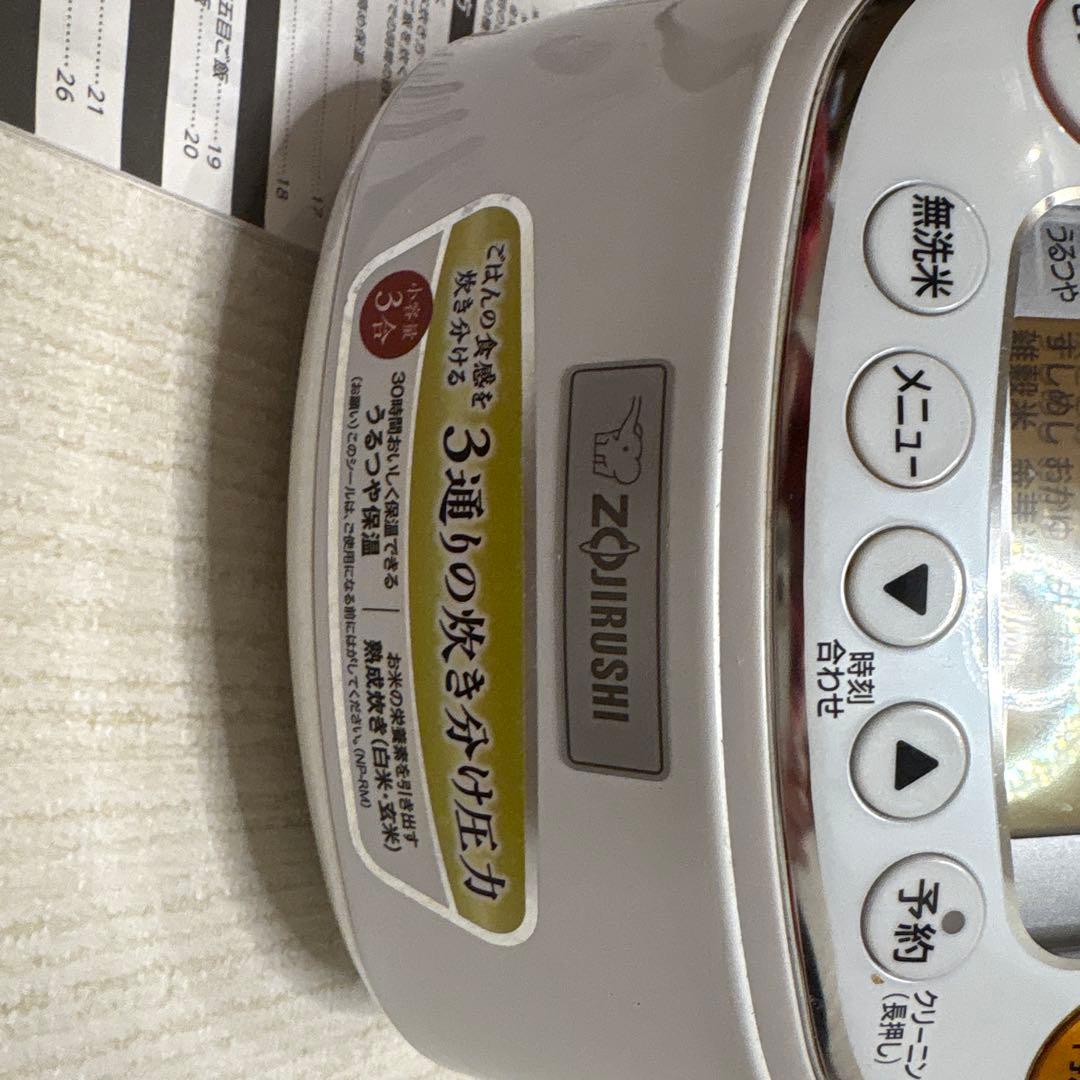 ごはんの食感を
炊き分ける
3通りの炊き分け圧力
小容量
3合
30時間おいしく保温できる
うるつや保温
お米の栄養素を引き出す
熟成炊き(白米・玄米)
(お願い)このシールは、ご使用になる前にはがしてください。(NP-RM)
ZOJIRUSHI
無洗米
メニュー
▼
▲
時刻
合わせ
予約
クリーニン
(長押し)
うるつや
すしめし おかゆ
雑穀米
五目ご飯……19
20
21
26
18
17